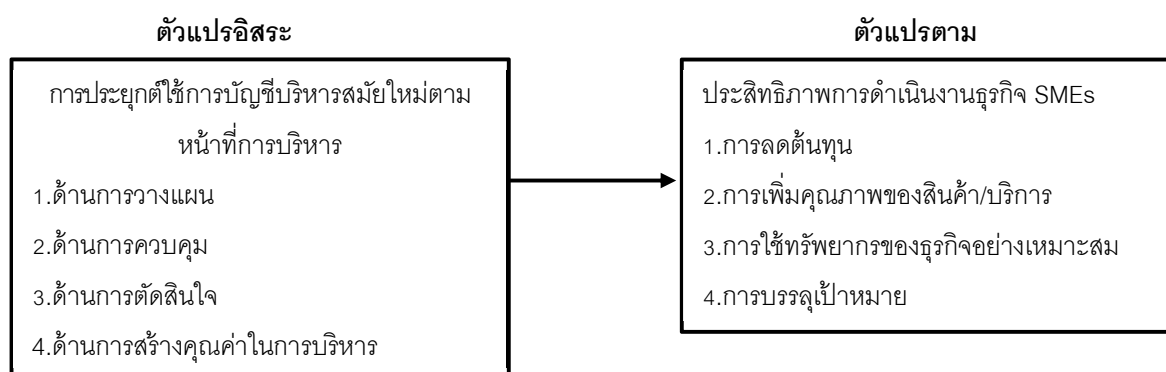 ตัวแปรอิสระ
การประยุกต์ใช้การบัญชีบริหารสมัยใหม่ตาม
หน้าที่การบริหาร
1.ด้านการวางแผน
2.ด้านการควบคุม
3.ด้านการตัดสินใจ
4.ด้านการสร้างคุณค่าในการบริหาร
ตัวแปรตาม
ประสิทธิภาพการดำเนินงานธุรกิจ SMEs
1.การลดต้นทุน
2.การเพิ่มคุณภาพของสินค้า/บริการ
3.การใช้ทรัพยากรของธุรกิจอย่างเหมาะสม
4.การบรรลุเป้าหมาย